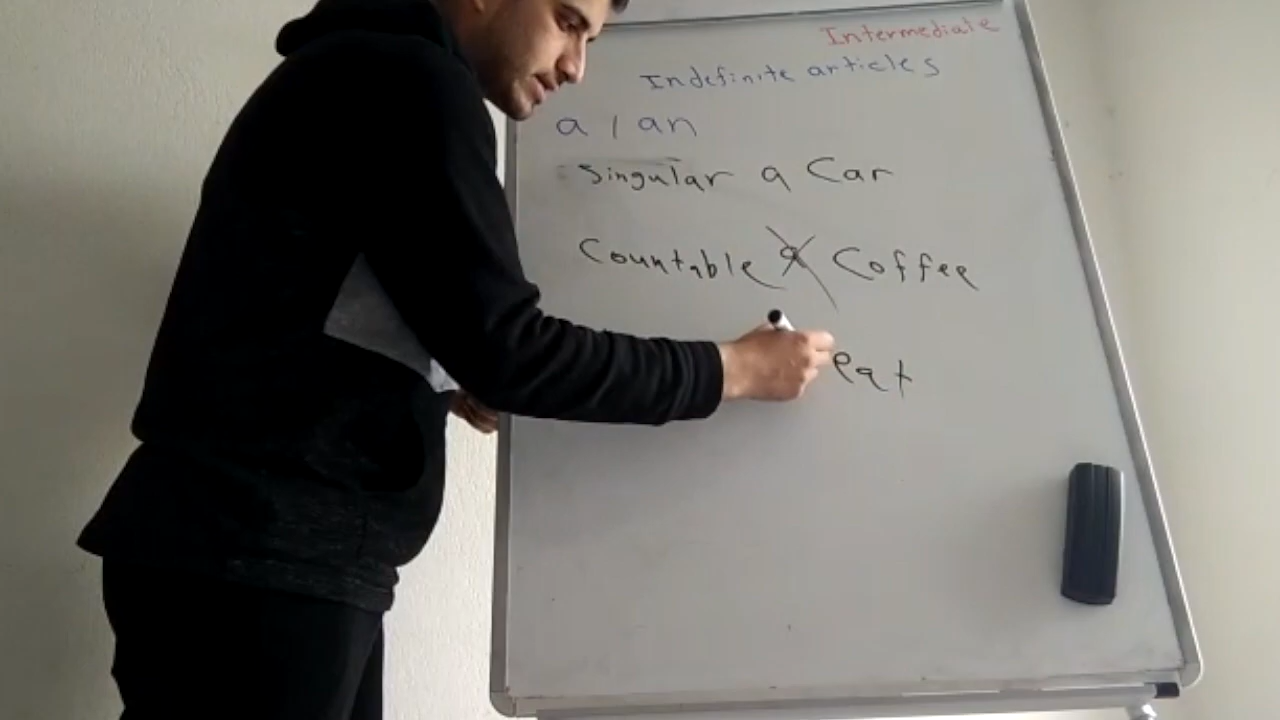 Intermediate
Indefinite articles
a / an
Singular a Car
Countable a Coffee